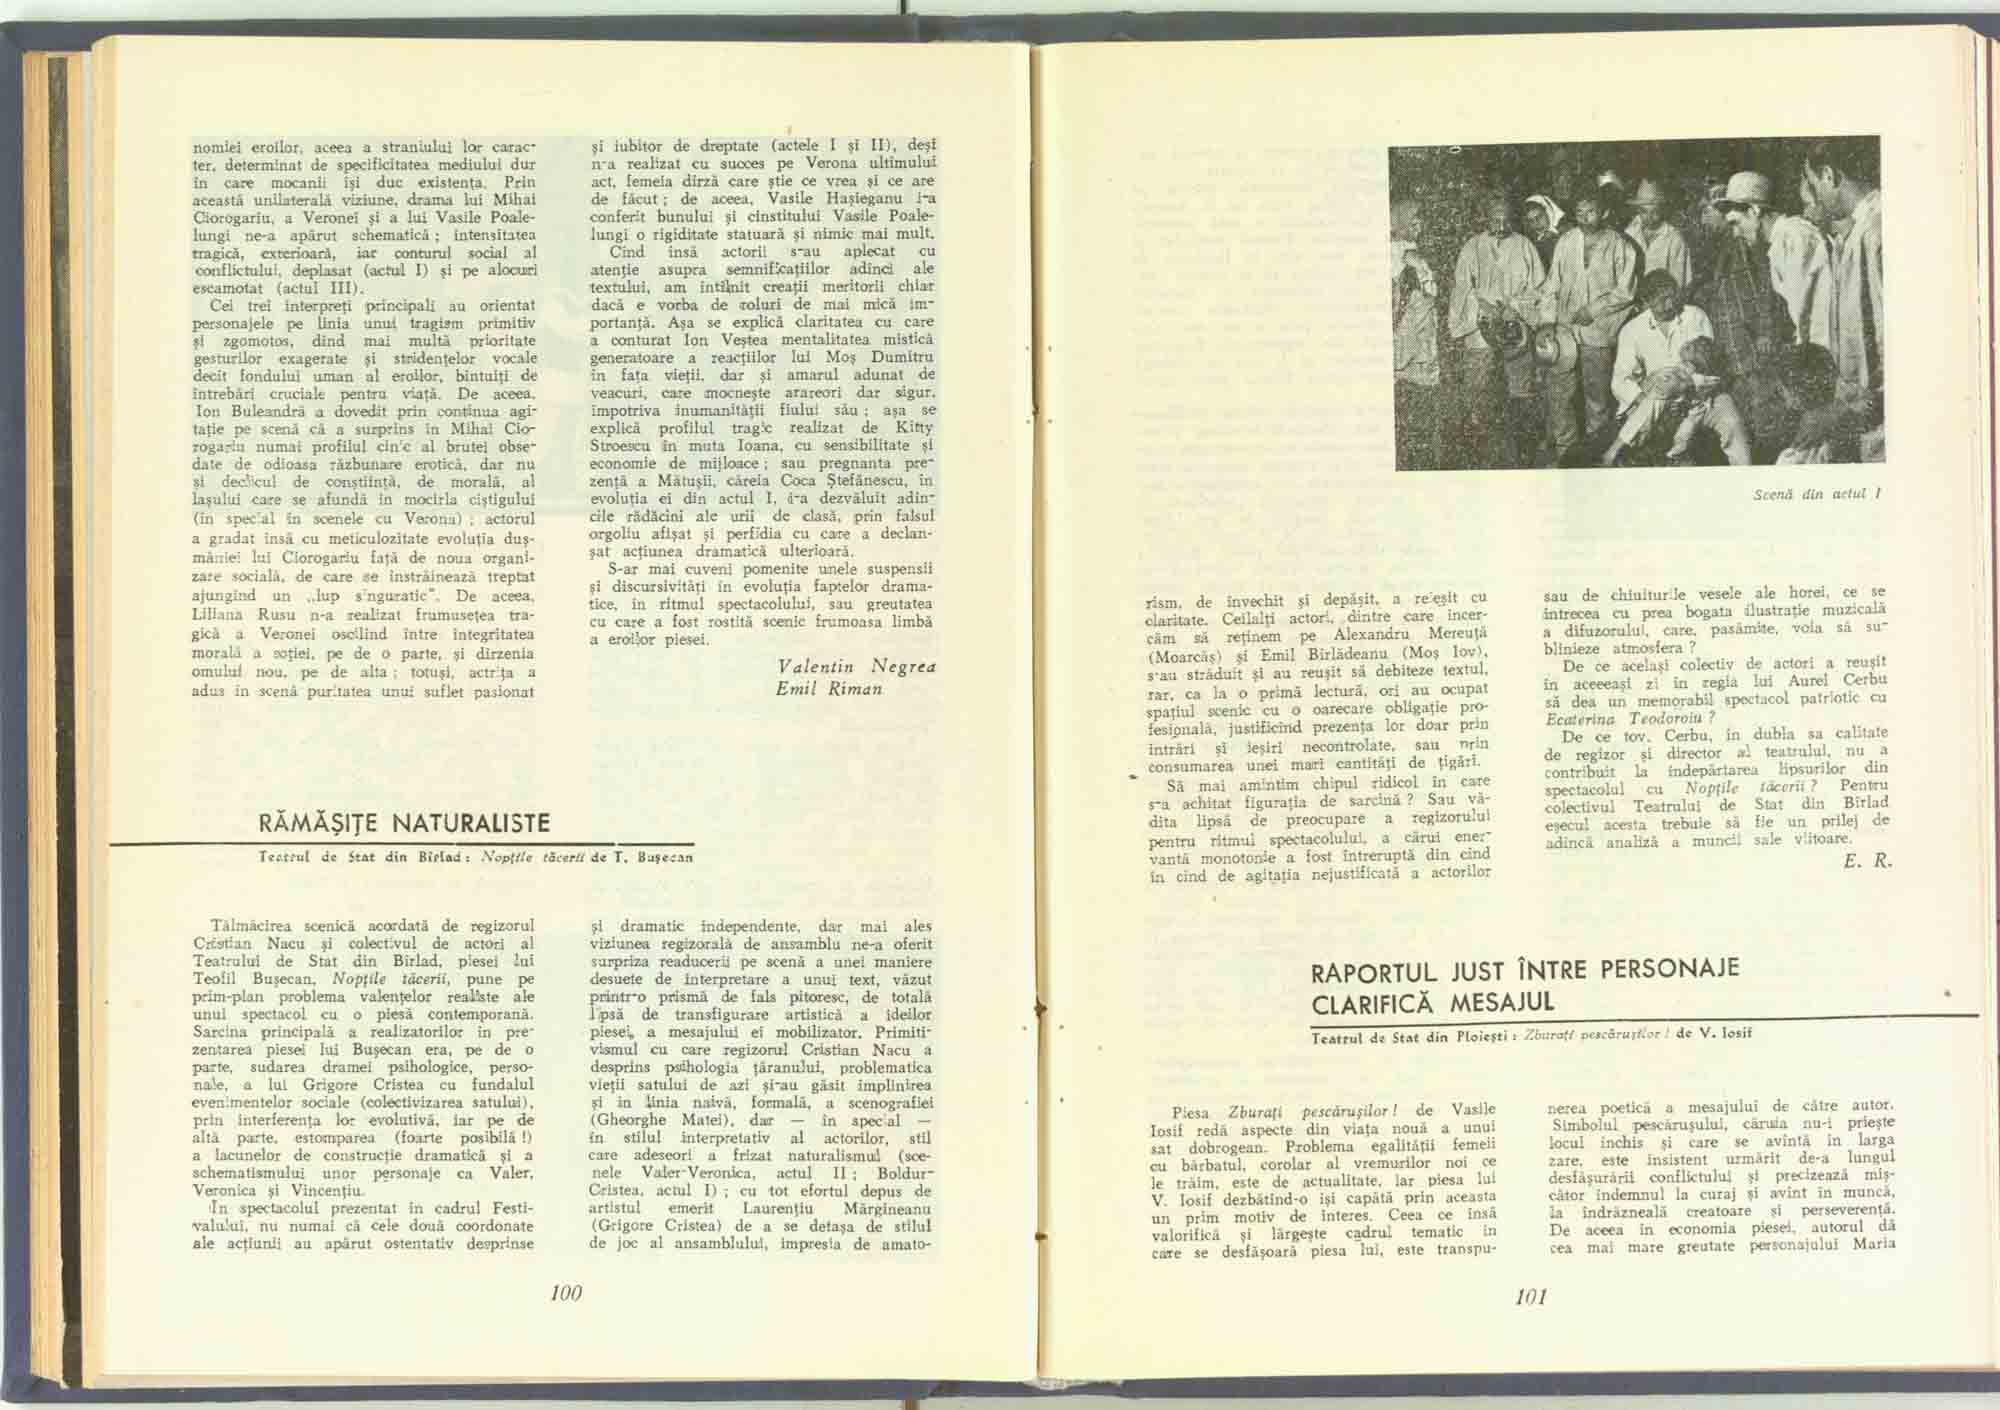 nomiei eroilor, aceea a straniului lor carac-
ter, determinat de specificitatea mediului dur
în care mocanii își duc existența. Prin
această unilaterală viziune, drama lui Mihai
Ciorogariu, a Veronei și a lui Vasile Poale-
lungi ne-a apărut schematică ; intensitatea
tragică, exterioară, iar conturul social al
conflictului, deplasat (actul I) și pe alocuri
escamotat (actul III).
Cei trei interpreți principali au orientat
personajele pe linia unui tragism primitiv
și zgomotos, dînd mai multă prioritate
gesturilor exagerate și stridențelor vocale
decît fondului uman al eroilor, bîntuiți de
întrebări cruciale pentru viață. De aceea,
Ion Buleandră a dovedit prin continua agi-
tație pe scenă că a surprins în Mihai Cio-
rogariu numai profilul cinic al brutei obse-
date de odioasa răzbunare erotică, dar nu
și declicul de conștiință, de morală, al
lașului care se afundă în mocirla cîștigului
(în special în scenele cu Verona) ; actorul
a gradat însă cu meticulozitate evoluția duș-
măniei lui Ciorogariu față de noua organi-
zare socială, de care se înstrăinează treptat
ajungînd un „lup singuratic". De aceea,
Liliana Rusu n-a realizat frumusețea tra-
gică a Veronei oscilînd între integritatea
morală a soției, pe de o parte, și dîrzenia
omului nou, pe de alta ; totuși, actrița a
adus în scenă puritatea unui suflet pasionat
și iubitor de dreptate (actele I și II), deși
n-a realizat cu succes pe Verona ultimului
act, femeia dîrză care știe ce vrea și ce are
de făcut ; de aceea, Vasile Hașieganu i-a
conferit bunului și cinstitului Vasile Poale-
lungi o rigiditate statuară și nimic mai mult.
Cînd însă actorii s-au aplecat cu
atenție asupra semnificațiilor adînci ale
textului, am întîlnit creații meritorii chiar
dacă e vorba de roluri de mai mică im-
portanță. Așa se explică claritatea cu care
a conturat Ion Veștea mentalitatea mistică
generatoare a reacțiilor lui Moș Dumitru
în fața vieții, dar și amarul adunat de
veacuri, care mocnește arareori dar sigur,
împotriva inumanității fiului său ; așa se
explică profilul tragic realizat de Kitty
Stroescu în muta Ioana, cu sensibilitate și
economie de mijloace ; sau pregnanta pre-
zență a Mătușii, căreia Coca Ștefănescu, în
evoluția ei din actul I, i-a dezvăluit adîn-
cile rădăcini ale urii de clasă, prin falsul
orgoliu afișat și perfidia cu care a declan-
șat acțiunea dramatică ulterioară.
S-ar mai cuveni pomenite unele suspensii
și discursivități în evoluția faptelor drama-
tice, în ritmul spectacolului, sau greutatea
cu care a fost rostită scenic frumoasa limbă
a eroilor piesei.
Valentin Negrea
Emil Riman
RĂMĂȘIȚE NATURALISTE
Teatrul de Stat din Bîrlad : Nopțile tăcerii de T. Bușecan
Tălmăcirea scenică acordată de regizorul
Cristian Nacu și colectivul de actori al
Teatrului de Stat din Bîrlad, piesei lui
Teofil Bușecan, Nopțile tăcerii, pune pe
prim-plan problema valențelor realiste ale
unui spectacol cu o piesă contemporană.
Sarcina principală a realizatorilor în pre-
zentarea piesei lui Bușecan era, pe de o
parte, sudarea dramei psihologice, perso-
nale, a lui Grigore Cristea cu fundalul
evenimentelor sociale (colectivizarea satului),
prin interferența lor evolutivă, iar pe de
altă parte, estomparea (foarte posibilă !)
a lacunelor de construcție dramatică și a
schematismului unor personaje ca Valer,
Veronica și Vincențiu.
În spectacolul prezentat în cadrul Festi-
valului, nu numai că cele două coordonate
ale acțiunii au apărut ostentativ desprinse
și dramatic independente, dar mai ales
viziunea regizorală de ansamblu ne-a oferit
surpriza readucerii pe scenă a unei maniere
desuete de interpretare a unui text, văzut
printr-o prismă de fals pitoresc, de totală
lipsă de transfigurare artistică a ideilor
piesei, a mesajului ei mobilizator. Primiti-
vismul cu care regizorul Cristian Nacu a
desprins psihologia țăranului, problematica
vieții satului de azi și-au găsit împlinirea
și în linia naivă, formală, a scenografiei
(Gheorghe Matei), dar — în special —
în stilul interpretativ al actorilor, stil
care adeseori a frizat naturalismul (sce-
nele Valer-Veronica, actul II ; Boldur-
Cristea, actul I) ; cu tot efortul depus de
artistul emerit Laurențiu Mărgineanu
(Grigore Cristea) de a se detașa de stilul
de joc al ansamblului, impresia de amato-
100
Scenă din actul I
rism, de învechit și depășit, a reieșit cu
claritate. Ceilalți actori, dintre care încer-
căm să reținem pe Alexandru Mereuță
(Moarcăș) și Emil Bîrlădeanu (Moș Iov),
s-au străduit și au reușit să debiteze textul,
rar, ca la o primă lectură, ori au ocupat
spațiul scenic cu o oarecare obligație pro-
fesională, justificînd prezența lor doar prin
intrări și ieșiri necontrolate, sau prin
consumarea unei mari cantități de țigări.
Să mai amintim chipul ridicol în care
s-a achitat figurația de sarcină ? Sau vă-
dita lipsă de preocupare a regizorului
pentru ritmul spectacolului, a cărui ener-
vantă monotonie a fost întreruptă din cînd
în cînd de agitația nejustificată a actorilor
sau de chiuiturile vesele ale horei, ce se
întrecea cu prea bogata ilustrație muzicală
a difuzorului, care, pasămite, voia să su-
blinieze atmosfera ?
De ce același colectiv de actori a reușit
în aceeeași zi în regia lui Aurel Cerbu
să dea un memorabil spectacol patriotic cu
Ecaterina Teodoroiu ?
De ce tov. Cerbu, în dubla sa calitate
de regizor și director al teatrului, nu a
contribuit la îndepărtarea lipsurilor din
spectacolul cu Nopțile tăcerii ? Pentru
colectivul Teatrului de Stat din Bîrlad
eșecul acesta trebuie să fie un prilej de
adîncă analiză a muncii sale viitoare.
E. R.
RAPORTUL JUST ÎNTRE PERSONAJE
CLARIFICĂ MESAJUL
Teatrul de Stat din Ploiești : Zburați pescărușilor ! de V. Iosif
Piesa Zburați pescărușilor ! de Vasile
Iosif redă aspecte din viața nouă a unui
sat dobrogean. Problema egalității femeii
cu bărbatul, corolar al vremurilor noi ce
le trăim, este de actualitate, iar piesa lui
V. Iosif dezbătînd-o își capătă prin aceasta
un prim motiv de interes. Ceea ce însă
valorifică și lărgește cadrul tematic în
care se desfășoară piesa lui, este transpu-
nerea poetică a mesajului de către autor.
Simbolul pescărușului, căruia nu-i priește
locul închis și care se avîntă în larga
zare, este insistent urmărit de-a lungul
desfășurării conflictului și precizează miș-
cător îndemnul la curaj și avînt în muncă,
la îndrăzneală creatoare și perseverență.
De aceea în economia piesei, autorul dă
cea mai mare greutate personajului Maria
101